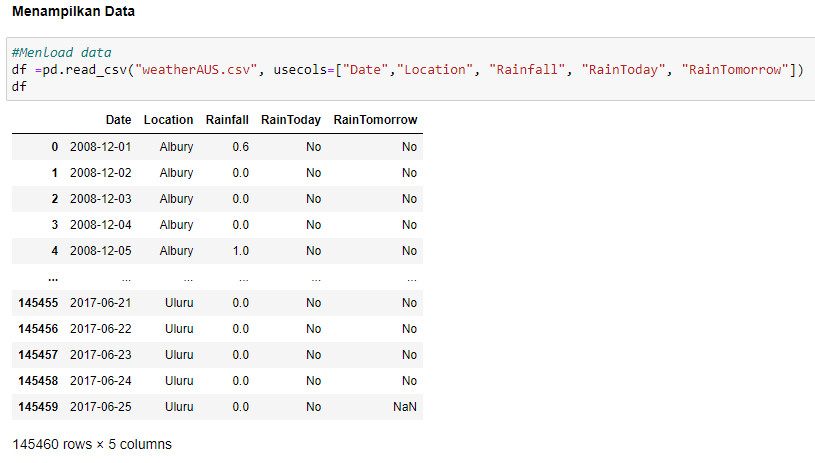 Menampilkan Data
#Menload data
df =pd.read_csv("weatherAUS.csv", usecols=["Date","Location", "Rainfall", "RainToday", "RainTomorrow"])
df
Date Location Rainfall RainToday RainTomorrow
0 2008-12-01 Albury 0.6 No No
1 2008-12-02 Albury 0.0 No No
2 2008-12-03 Albury 0.0 No No
3 2008-12-04 Albury 0.0 No No
4 2008-12-05 Albury 1.0 No No
... ... ... ... ... ...
145455 2017-06-21 Uluru 0.0 No No
145456 2017-06-22 Uluru 0.0 No No
145457 2017-06-23 Uluru 0.0 No No
145458 2017-06-24 Uluru 0.0 No No
145459 2017-06-25 Uluru 0.0 No NaN
145460 rows × 5 columns